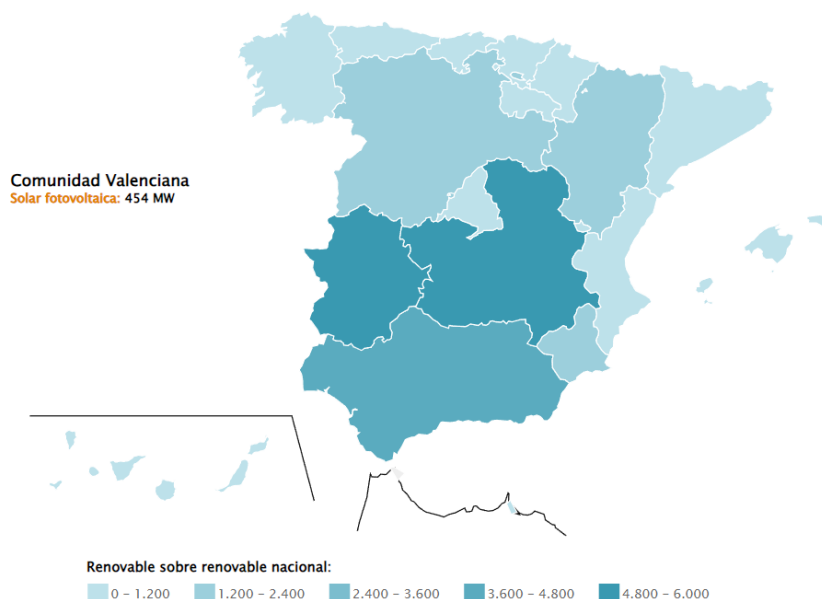 Comunidad Valenciana
Solar fotovoltaica: 454 MW
Renovable sobre renovable nacional:
0 - 1.200 1.200 - 2.400 2.400 - 3.600 3.600 - 4.800 4.800 - 6.000